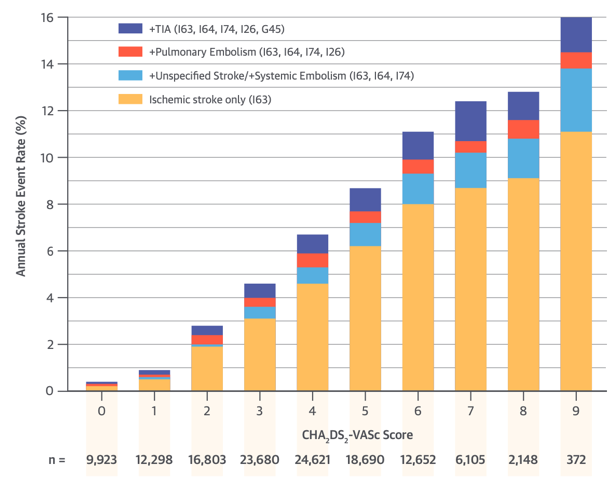 16
14
12
10
8
6
4
2
0
Annual Stroke Event Rate (%)
+TIA (I63, I64, I74, I26, G45)
+Pulmonary Embolism (I63, I64, I74, I26)
+Unspecified Stroke/+Systemic Embolism (I63, I64, I74)
Ischemic stroke only (I63)
0 1 2 3 4 5 6 7 8 9
CHA₂DS₂-VASc Score
n = 9,923 12,298 16,803 23,680 24,621 18,690 12,652 6,105 2,148 372